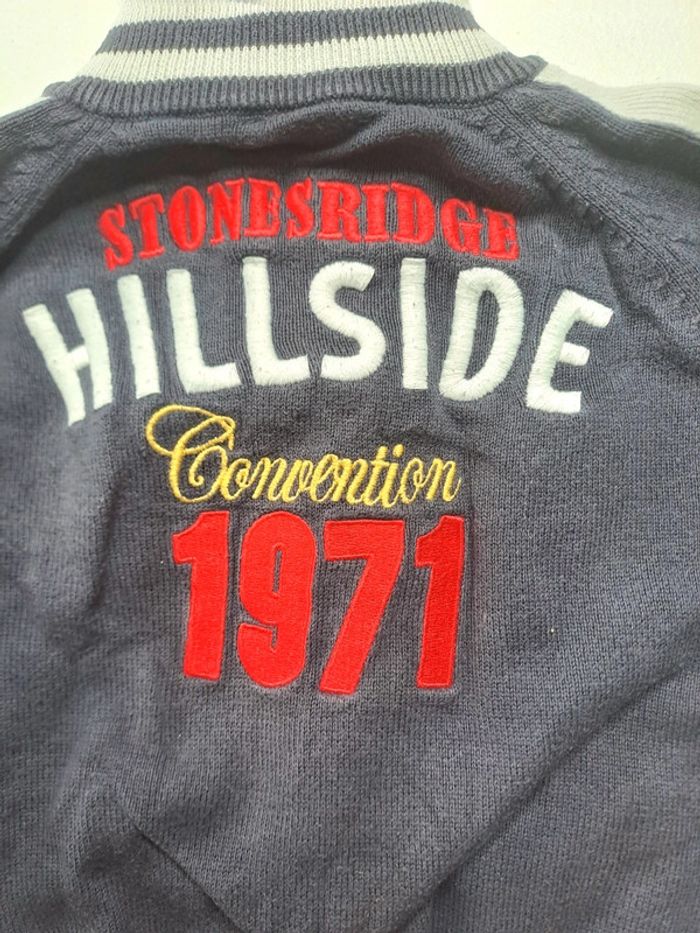 STONESRIDGE
HILLSIDE
Convention
1971